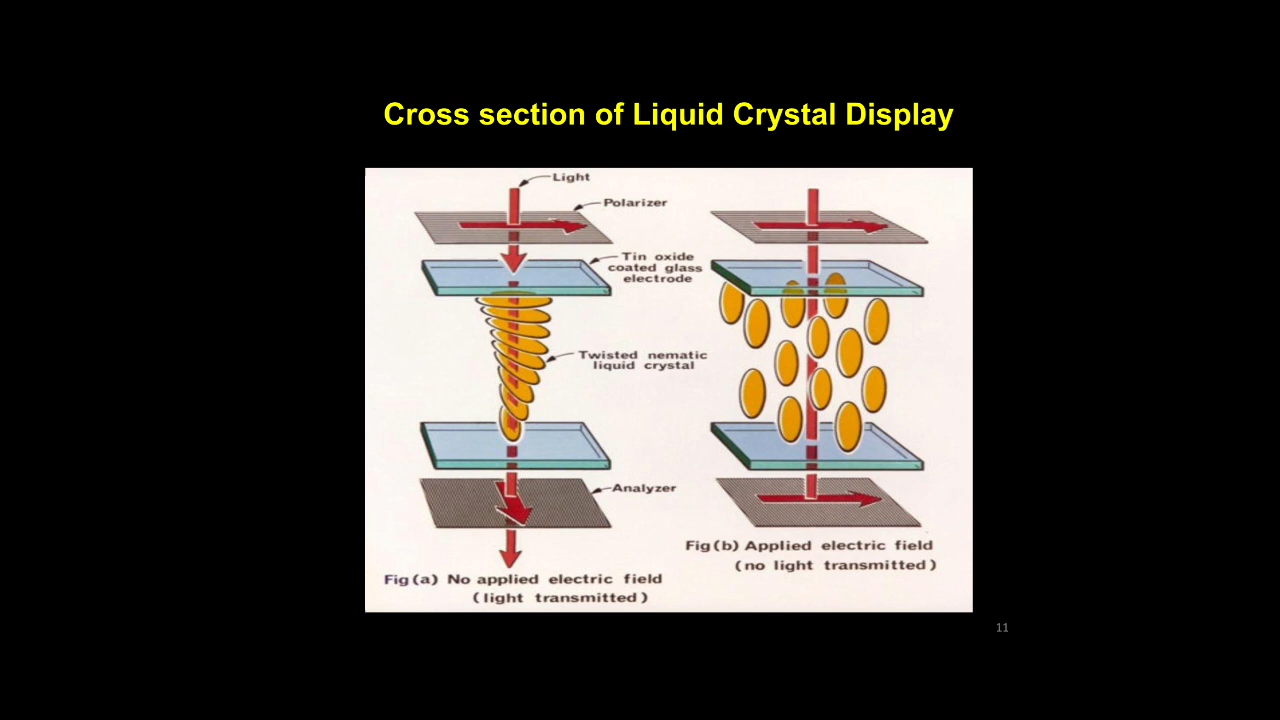 Cross section of Liquid Crystal Display
Light
Polarizer
Tin oxide
coated glass
electrode
Twisted nematic
liquid crystal
Analyzer
Fig(a) No applied electric field
(light transmitted)
Fig(b) Applied electric field
(no light transmitted)
11